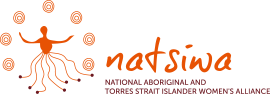 natsiwa
NATIONAL ABORIGINAL AND
TORRES STRAIT ISLANDER WOMEN'S ALLIANCE